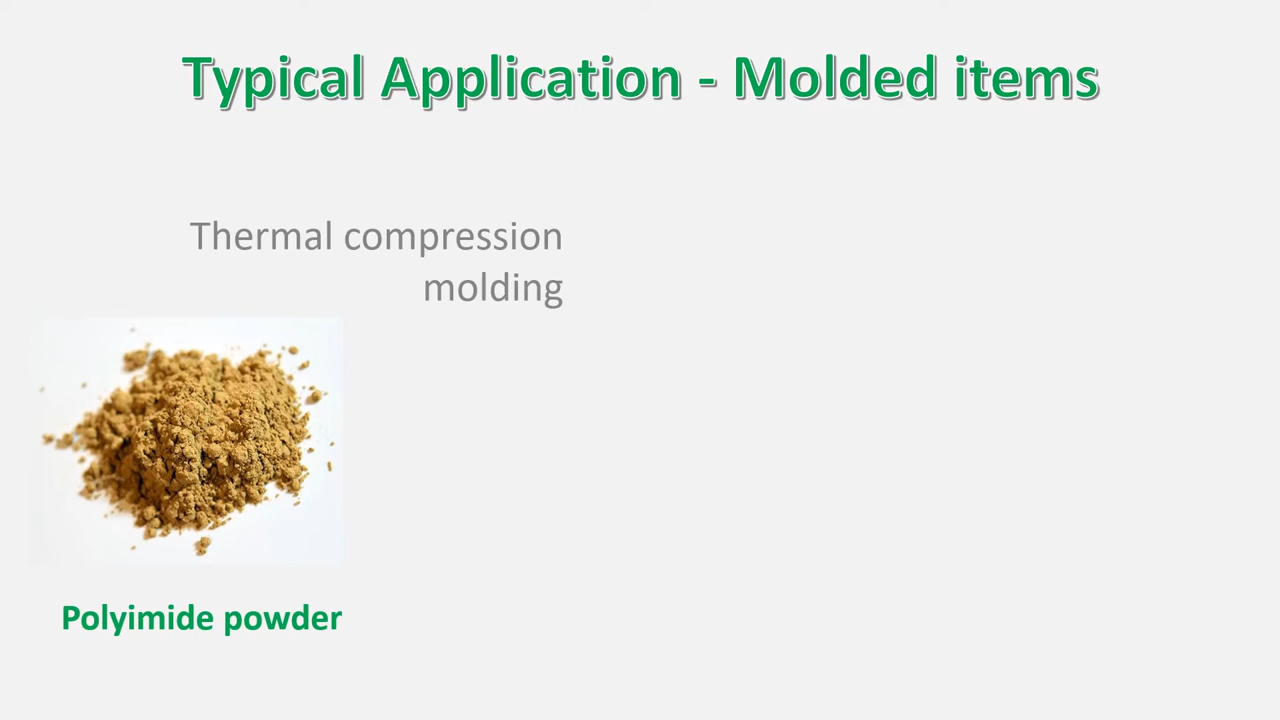 Typical Application - Molded items
Thermal compression
molding
Polyimide powder